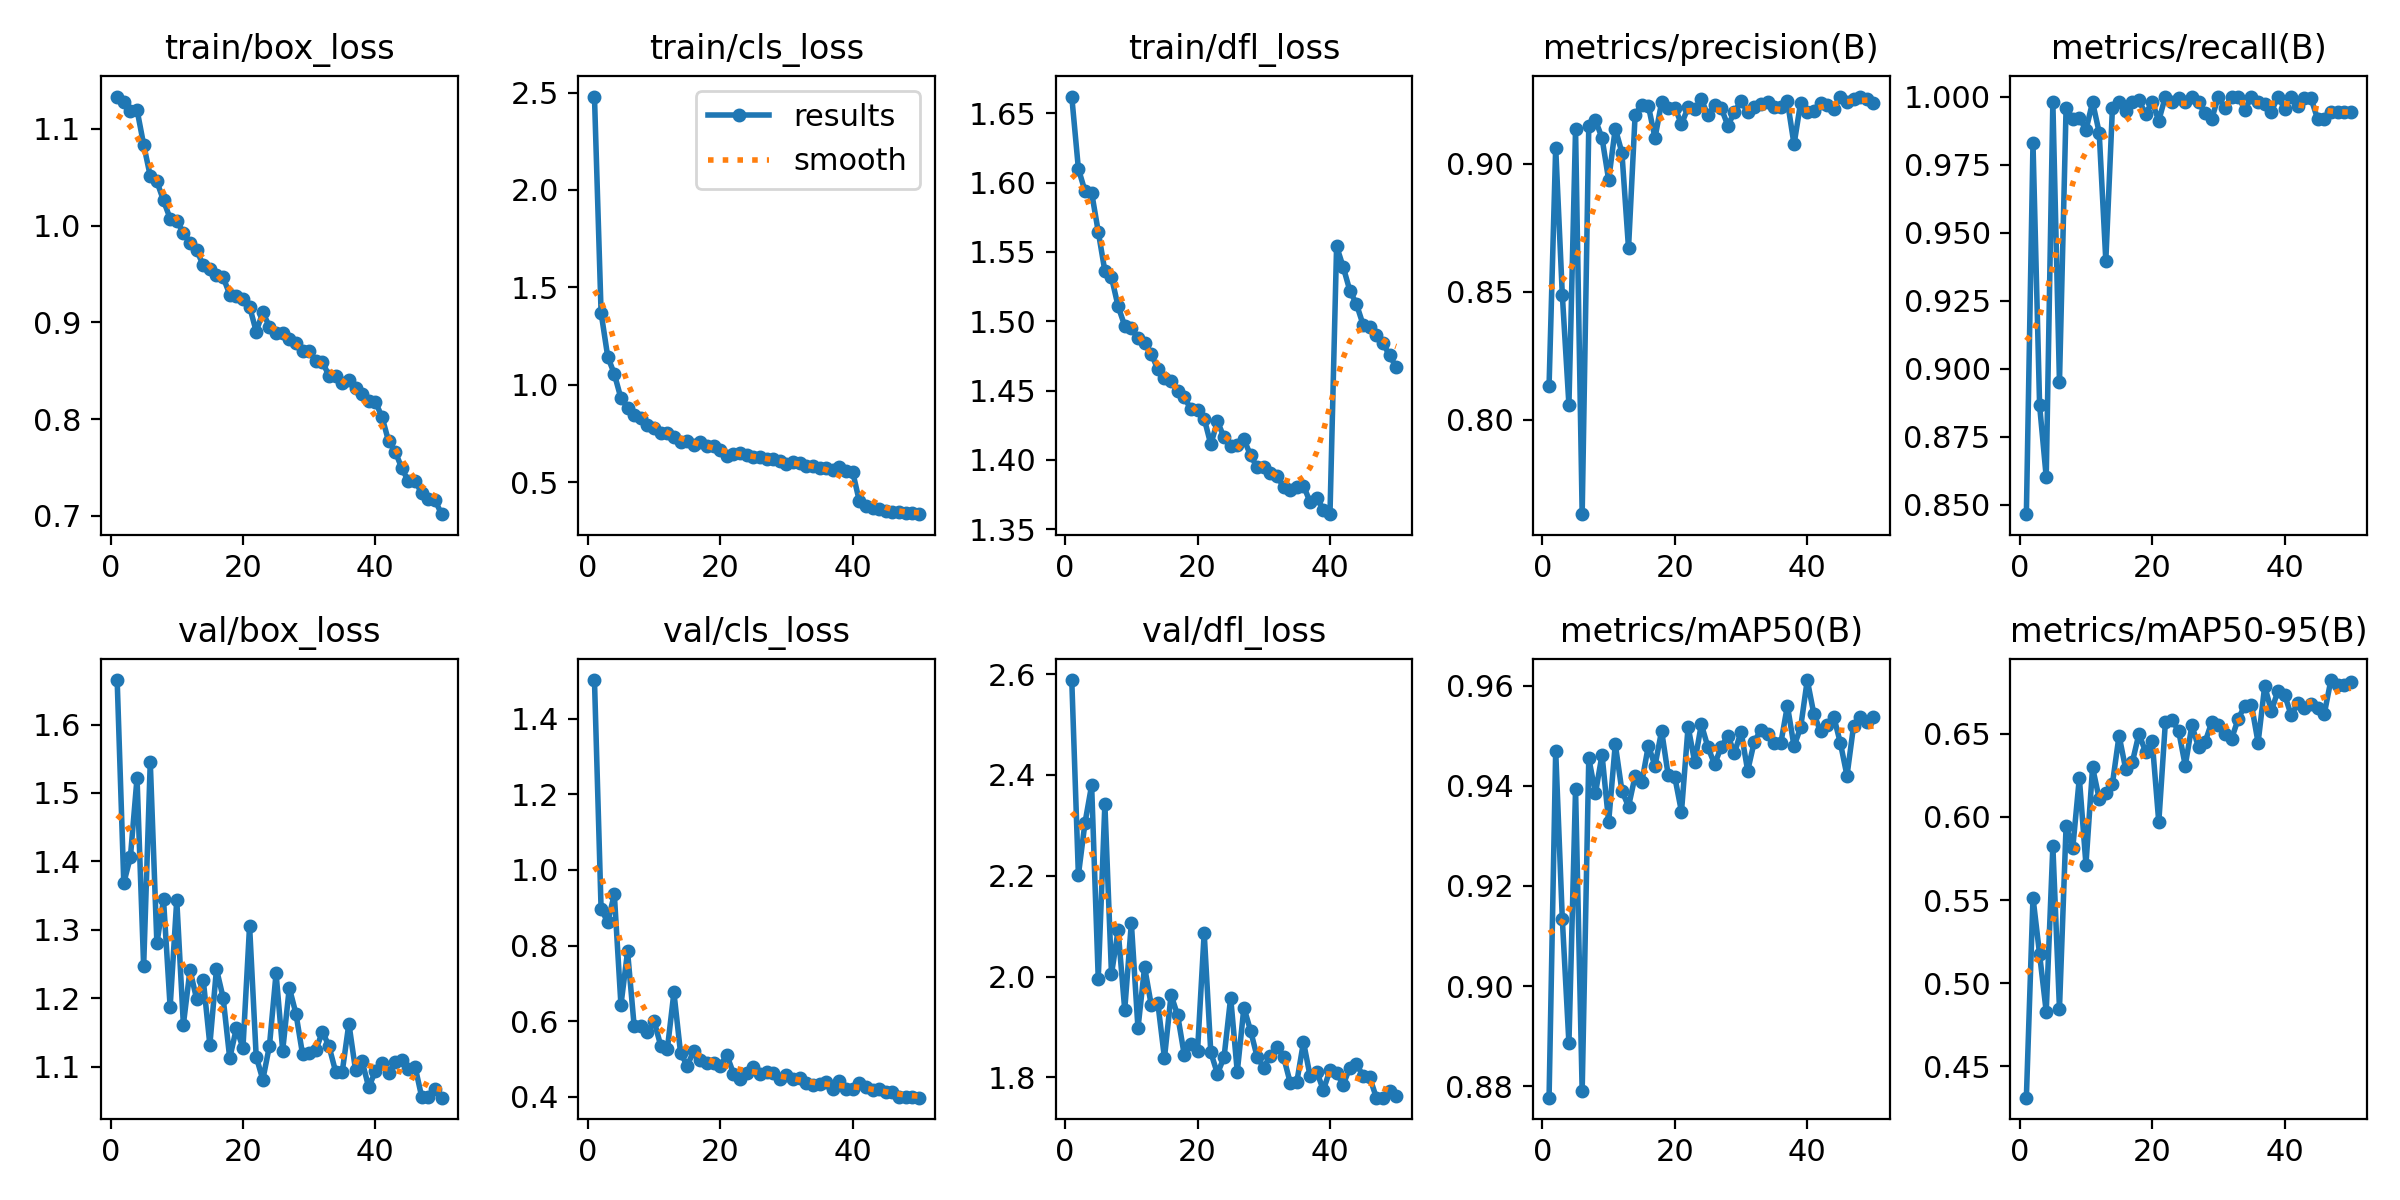 train/box_loss
1.1
1.0
0.9
0.8
0.7
0 20 40
train/cls_loss
results
smooth
2.5
2.0
1.5
1.0
0.5
0 20 40
train/dfl_loss
1.65
1.60
1.55
1.50
1.45
1.40
1.35
0 20 40
metrics/precision(B)
0.90
0.85
0.80
0 20 40
metrics/recall(B)
1.000
0.975
0.950
0.925
0.900
0.875
0.850
0 20 40
val/box_loss
1.6
1.5
1.4
1.3
1.2
1.1
0 20 40
val/cls_loss
1.4
1.2
1.0
0.8
0.6
0.4
0 20 40
val/dfl_loss
2.6
2.4
2.2
2.0
1.8
0 20 40
metrics/mAP50(B)
0.96
0.94
0.92
0.90
0.88
0 20 40
metrics/mAP50-95(B)
0.65
0.60
0.55
0.50
0.45
0 20 40